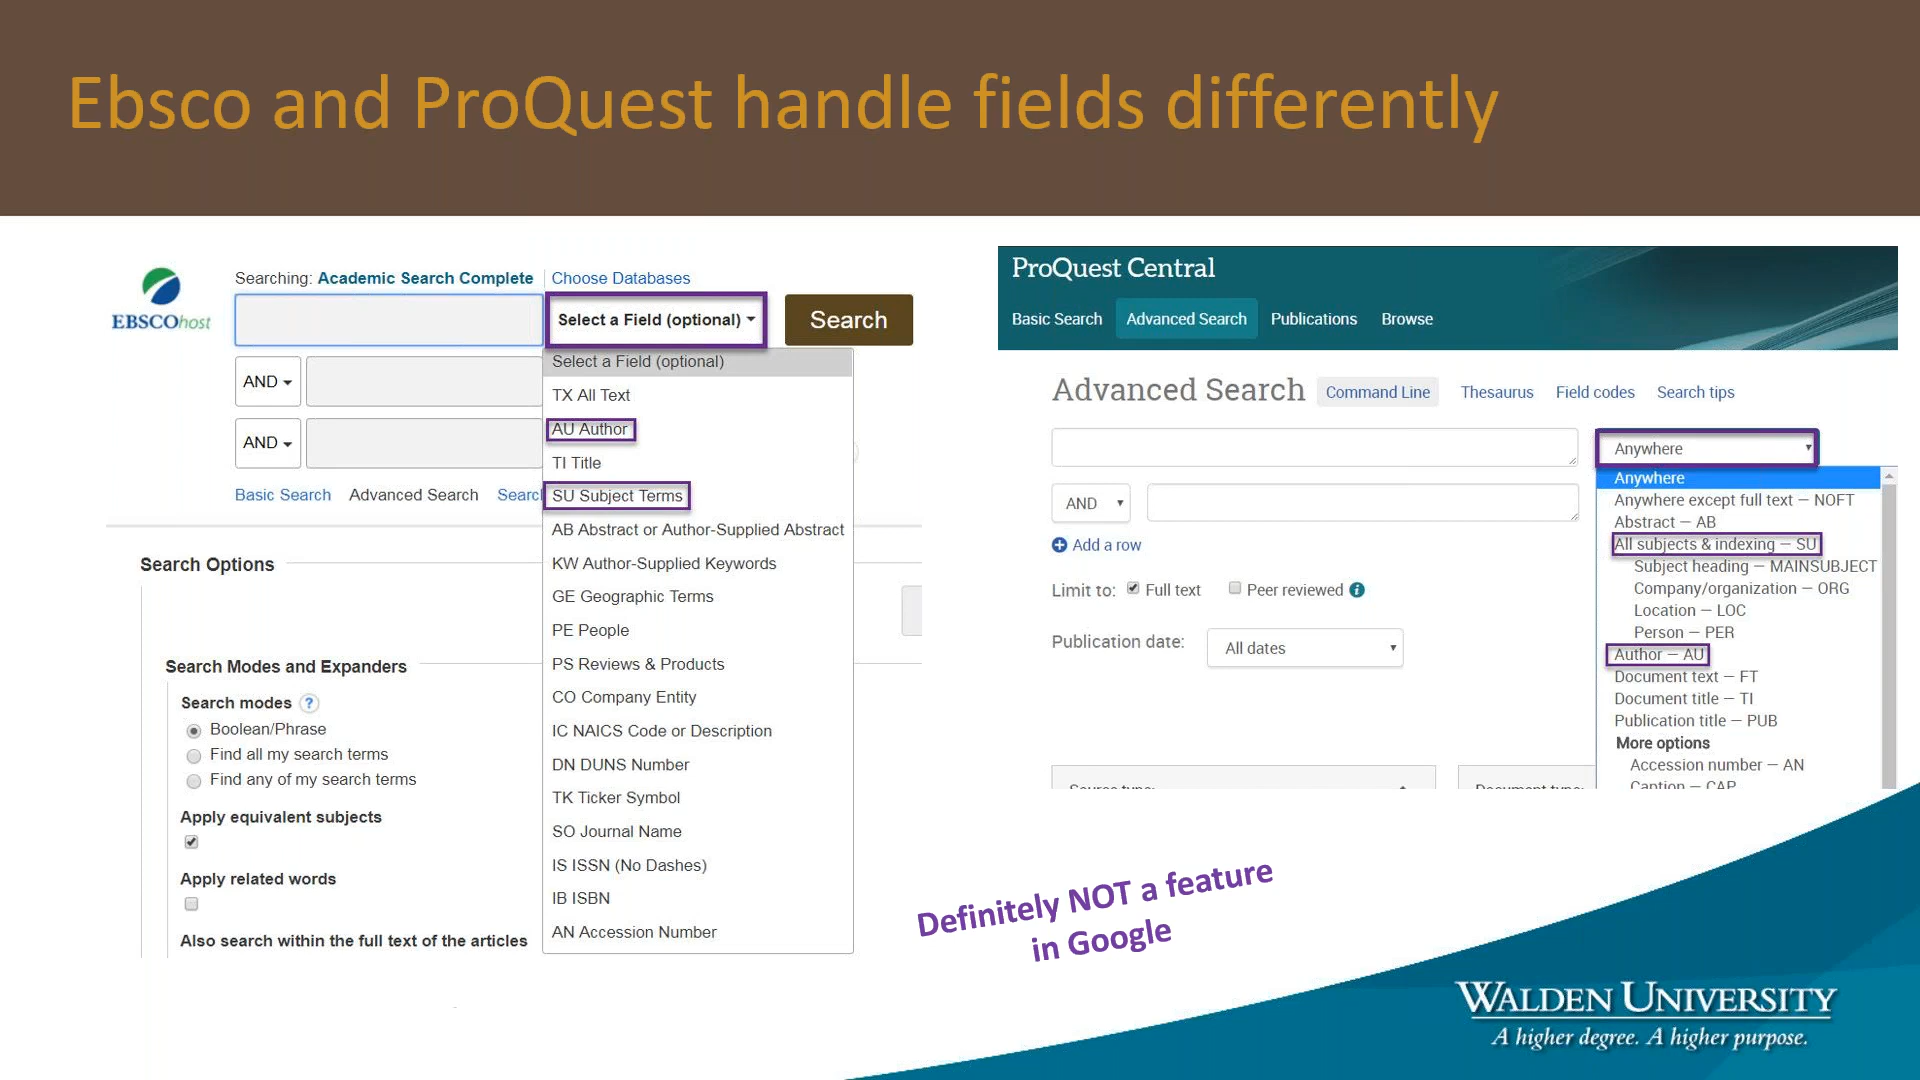 Ebsco and ProQuest handle fields differently
EBSCOhost
Searching: Academic Search Complete
Choose Databases
Select a Field (optional)
Search
AND
AND
Basic Search
Advanced Search
Search
Select a Field (optional)
TX All Text
AU Author
TI Title
SU Subject Terms
AB Abstract or Author-Supplied Abstract
KW Author-Supplied Keywords
GE Geographic Terms
PE People
PS Reviews & Products
CO Company Entity
IC NAICS Code or Description
DN DUNS Number
TK Ticker Symbol
SO Journal Name
IS ISSN (No Dashes)
IB ISBN
AN Accession Number
Search Options
Search Modes and Expanders
Search modes ?
Boolean/Phrase
Find all my search terms
Find any of my search terms
Apply equivalent subjects
Apply related words
Also search within the full text of the articles
ProQuest Central
Basic Search Advanced Search Publications Browse
Advanced Search Command Line Thesaurus Field codes Search tips
Anywhere
AND
Add a row
Limit to: Full text Peer reviewed
Publication date: All dates
Anywhere
Anywhere except full text — NOFT
Abstract — AB
All subjects & indexing — SU
Subject heading — MAINSUBJECT
Company/organization — ORG
Location — LOC
Person — PER
Author — AU
Document text — FT
Document title — TI
Publication title — PUB
More options
Accession number — AN
Caption — CAP
Source type:
Document type:
Definitely NOT a feature
in Google
WALDEN UNIVERSITY
A higher degree. A higher purpose.